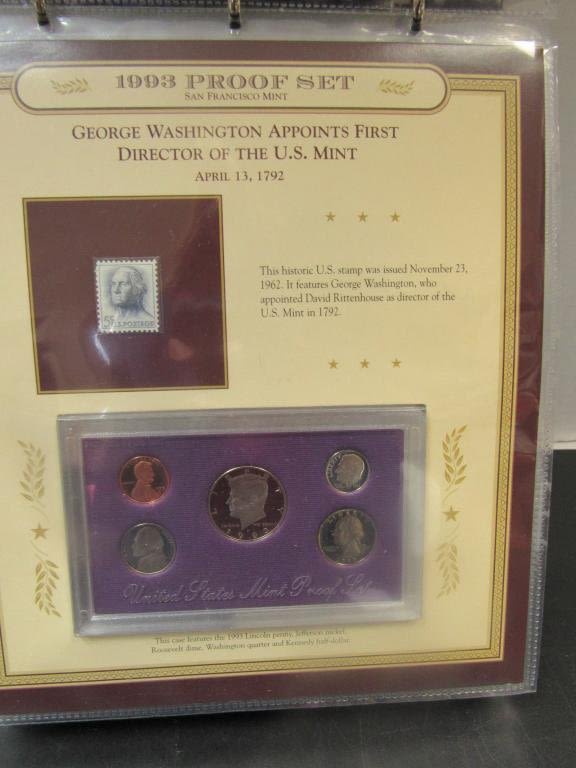 1993 PROOF SET
SAN FRANCISCO MINT
GEORGE WASHINGTON APPOINTS FIRST
DIRECTOR OF THE U.S. MINT
APRIL 13, 1792
This historic U.S. stamp was issued November 23,
1962. It features George Washington, who
appointed David Rittenhouse as director of the
U.S. Mint in 1792.
5¢
U.S. POSTAGE
LIBERTY
1993
United States Mint Proof Set
This case features the 1993 Lincoln penny, Jefferson nickel,
Roosevelt dime, Washington quarter and Kennedy half-dollar.